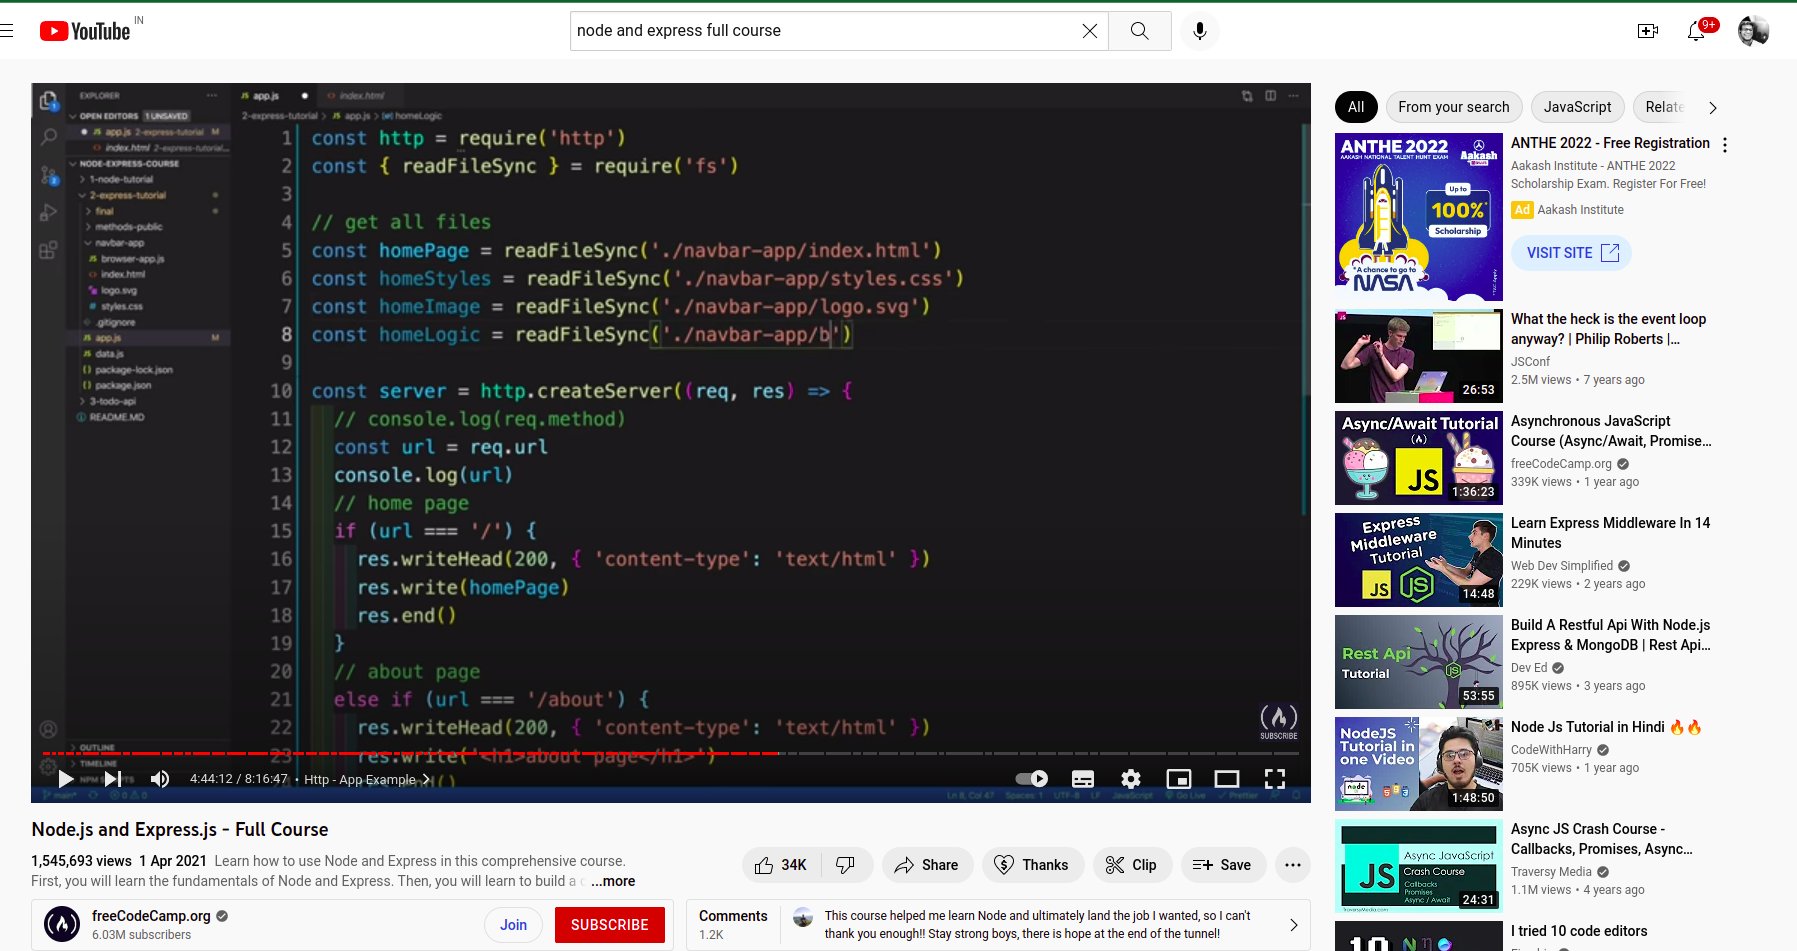 YouTube IN
node and express full course
9+
EXPLORER
OPEN EDITORS 1 UNSAVED
app.js 2-express-tutorial M
index.html 2-express-tutorial...
NODE-EXPRESS-COURSE
1-node-tutorial
2-express-tutorial
final
methods-public
navbar-app
browser-app.js
index.html
logo.svg
styles.css
.gitignore
app.js M
data.js
package-lock.json
package.json
3-todo-api
README.MD
OUTLINE
TIMELINE
NPM SCRIPTS
app.js
index.html
2-express-tutorial > app.js > homeLogic
1 const http = require('http')
2 const { readFileSync } = require('fs')
3
4 // get all files
5 const homePage = readFileSync('./navbar-app/index.html')
6 const homeStyles = readFileSync('./navbar-app/styles.css')
7 const homeImage = readFileSync('./navbar-app/logo.svg')
8 const homeLogic = readFileSync('./navbar-app/b')
9
10 const server = http.createServer((req, res) => {
11 // console.log(req.method)
12 const url = req.url
13 console.log(url)
14 // home page
15 if (url === '/') {
16 res.writeHead(200, { 'content-type': 'text/html' })
17 res.write(homePage)
18 res.end()
19 }
20 // about page
21 else if (url === '/about') {
22 res.writeHead(200, { 'content-type': 'text/html' })
23 res.write('<h1>about page</h1>')
SUBSCRIBE
4:44:12 / 8:16:47 • Http - App Example >
main* 0 0
Ln 8, Col 47 Spaces: 1 UTF-8 LF JavaScript Go Live Prettier
Node.js and Express.js - Full Course
1,545,693 views 1 Apr 2021 Learn how to use Node and Express in this comprehensive course.
First, you will learn the fundamentals of Node and Express. Then, you will learn to build a c ...more
34K
Share
Thanks
Clip
Save
freeCodeCamp.org
6.03M subscribers
Join
SUBSCRIBE
Comments
1.2K
This course helped me learn Node and ultimately land the job I wanted, so I can't
thank you enough!! Stay strong boys, there is hope at the end of the tunnel!
All
From your search
JavaScript
Relate
ANTHE 2022
AAKASH NATIONAL TALENT HUNT EXAM
Aakash
Up to
100%*
Scholarship
*A chance to go to
NASA
ANTHE 2022 - Free Registration
Aakash Institute - ANTHE 2022
Scholarship Exam. Register For Free!
Ad Aakash Institute
VISIT SITE
JS
26:53
What the heck is the event loop
anyway? | Philip Roberts |...
JSConf
2.5M views • 7 years ago
Async/Await Tutorial
JS
1:36:23
Asynchronous JavaScript
Course (Async/Await, Promise...
freeCodeCamp.org
339K views • 1 year ago
Express
Middleware
Tutorial
JS
JS
14:48
Learn Express Middleware In 14
Minutes
Web Dev Simplified
229K views • 2 years ago
Rest Api
Tutorial
JS
53:55
Build A Restful Api With Node.js
Express & MongoDB | Rest Api...
Dev Ed
895K views • 3 years ago
NodeJS
Tutorial in
one Video
node
1:48:50
Node Js Tutorial in Hindi 🔥🔥
CodeWithHarry
705K views • 1 year ago
JS
Async JavaScript
Crash Course
Callbacks
Promises
Async / Await
TraversyMedia.com
24:31
Async JS Crash Course -
Callbacks, Promises, Async...
Traversy Media
1.1M views • 4 years ago
10
I tried 10 code editors